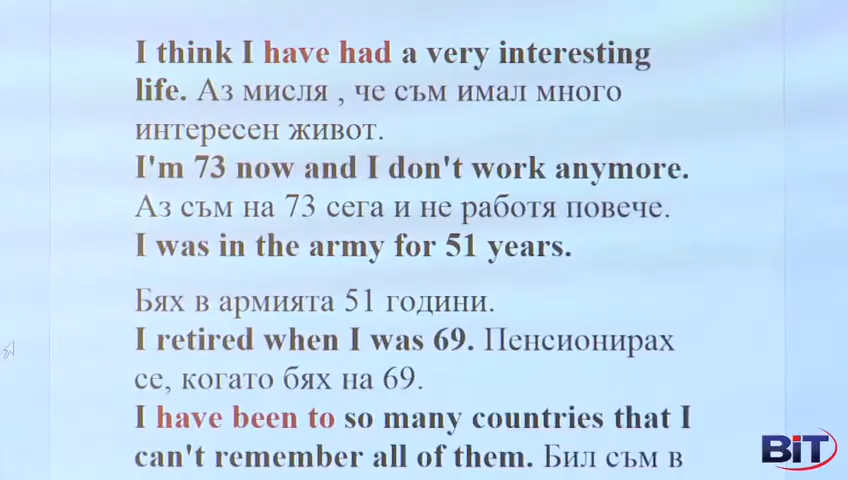 I think I have had a very interesting
life. Аз мисля , че съм имал много
интересен живот.
I'm 73 now and I don't work anymore.
Аз съм на 73 сега и не работя повече.
I was in the army for 51 years.
Бях в армията 51 години.
I retired when I was 69. Пенсионирах
се, когато бях на 69.
I have been to so many countries that I
can't remember all of them. Бил съм в
BiT